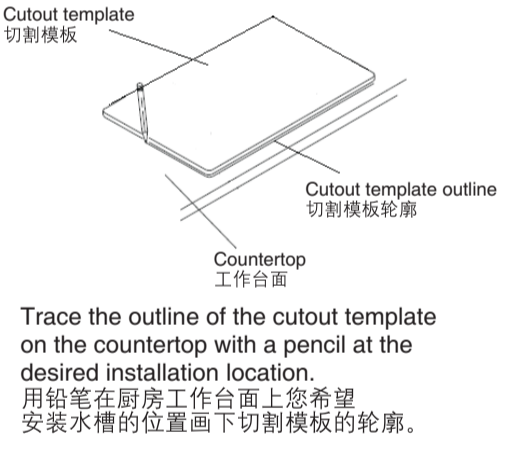 Cutout template
切割模板
Cutout template outline
切割模板轮廓
Countertop
工作台面
Trace the outline of the cutout template
on the countertop with a pencil at the
desired installation location.
用铅笔在厨房工作台面上您希望
安装水槽的位置画下切割模板的轮廓。